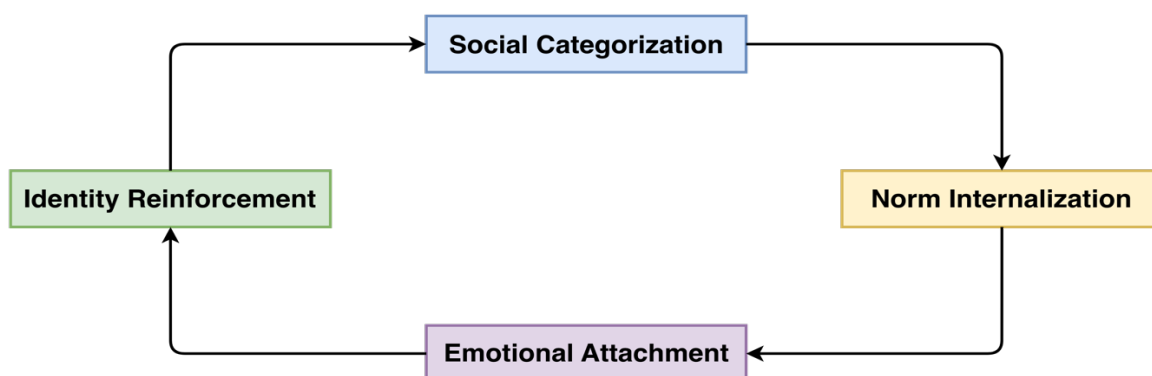 Social Categorization
Identity Reinforcement
Norm Internalization
Emotional Attachment